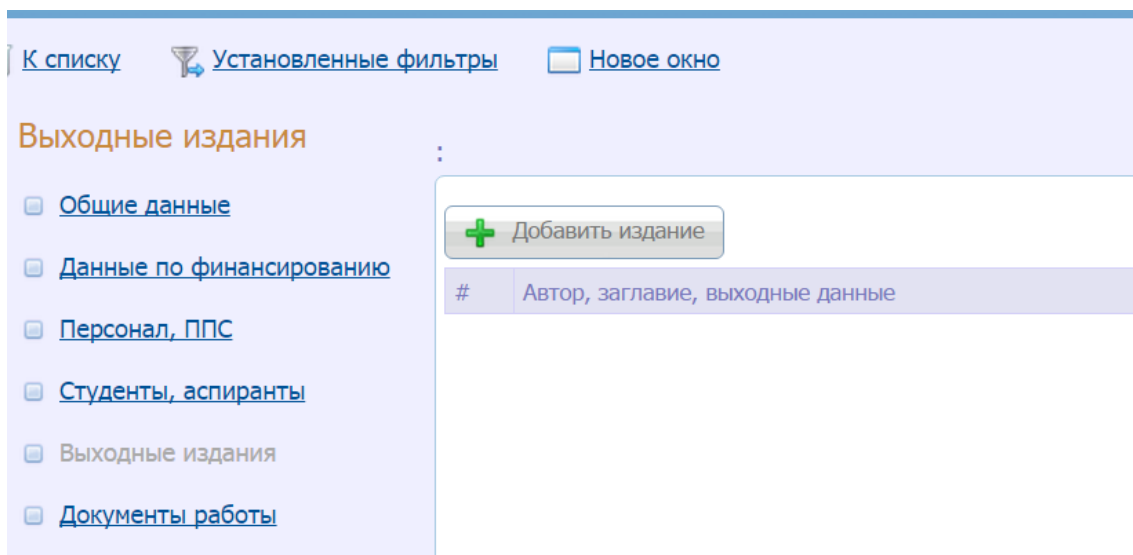 К списку Установленные фильтры Новое окно
Выходные издания
:
Общие данные
Данные по финансированию
Персонал, ППС
Студенты, аспиранты
Выходные издания
Документы работы
Добавить издание
# Автор, заглавие, выходные данные